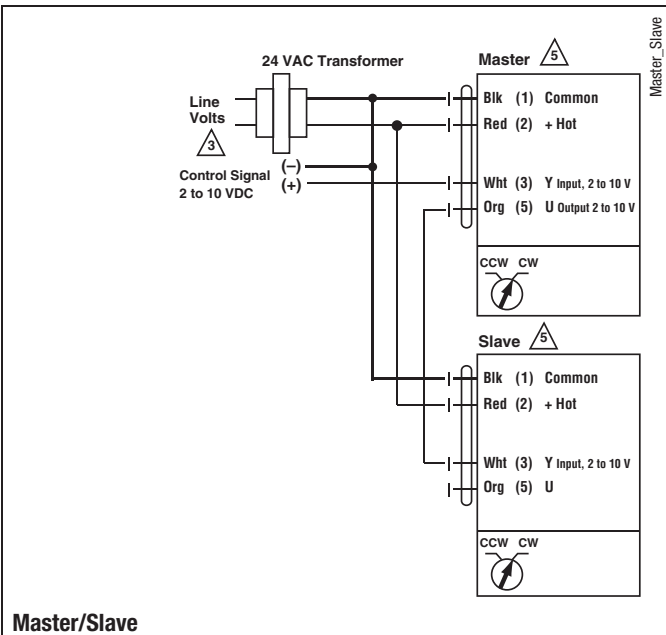 Master_Slave
24 VAC Transformer
Line
Volts
3
Control Signal
2 to 10 VDC
(–)
(+)
Master 5
Blk (1) Common
Red (2) + Hot
Wht (3) Y Input, 2 to 10 V
Org (5) U Output 2 to 10 V
CCW CW
Slave 5
Blk (1) Common
Red (2) + Hot
Wht (3) Y Input, 2 to 10 V
Org (5) U
CCW CW
Master/Slave